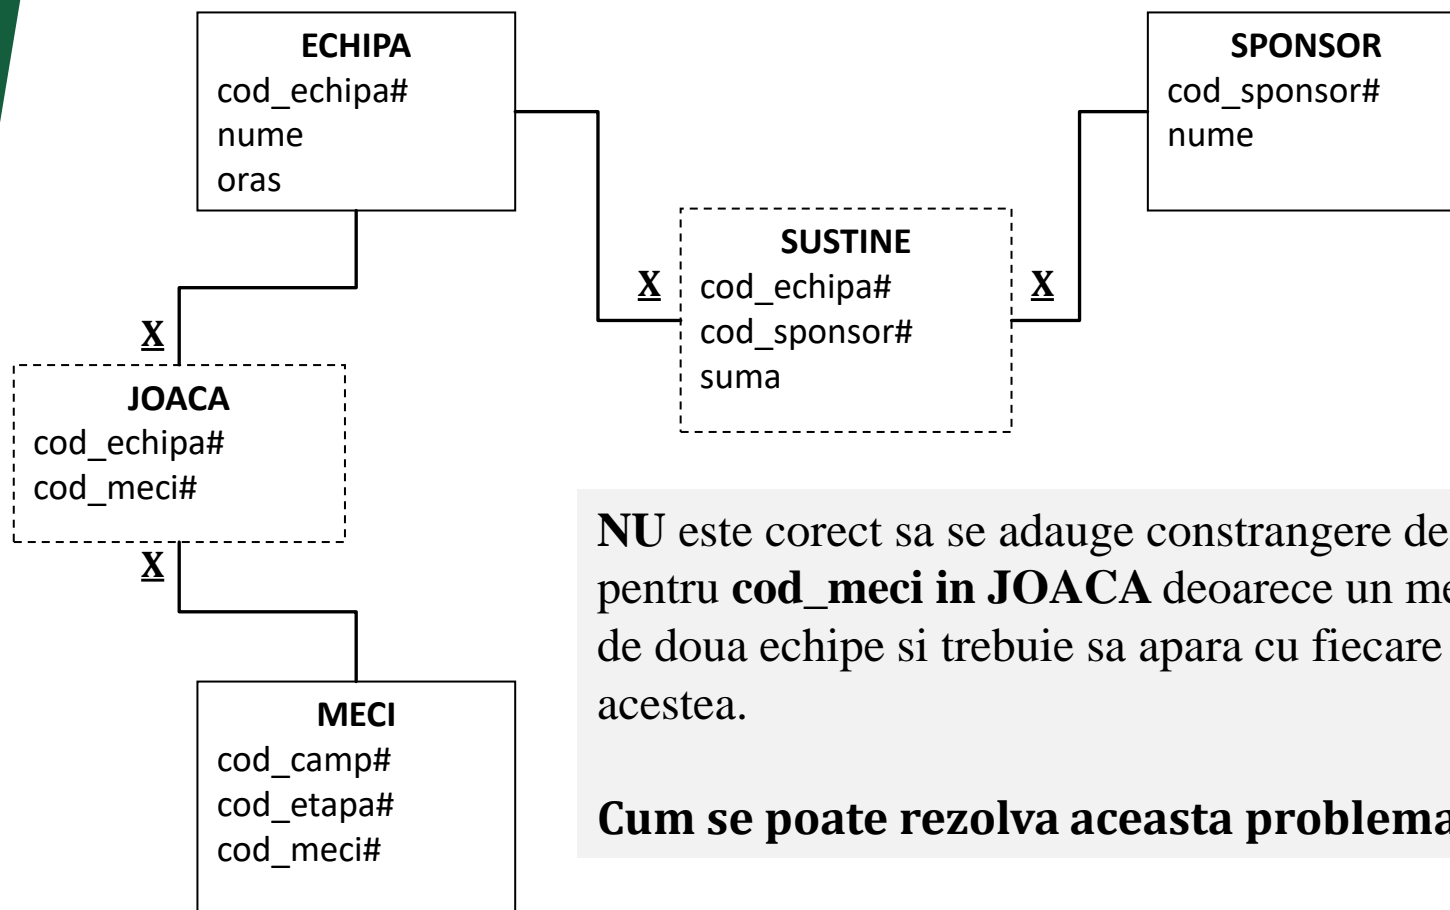 ECHIPA
cod_echipa#
nume
oras
SPONSOR
cod_sponsor#
nume
SUSTINE
cod_echipa#
cod_sponsor#
suma
X
X
X
JOACA
cod_echipa#
cod_meci#
X
MECI
cod_camp#
cod_etapa#
cod_meci#
NU este corect sa se adauge constrangere de
pentru cod_meci in JOACA deoarece un
de doua echipe si trebuie sa apara cu fiecare
acestea.
Cum se poate rezolva aceasta problema